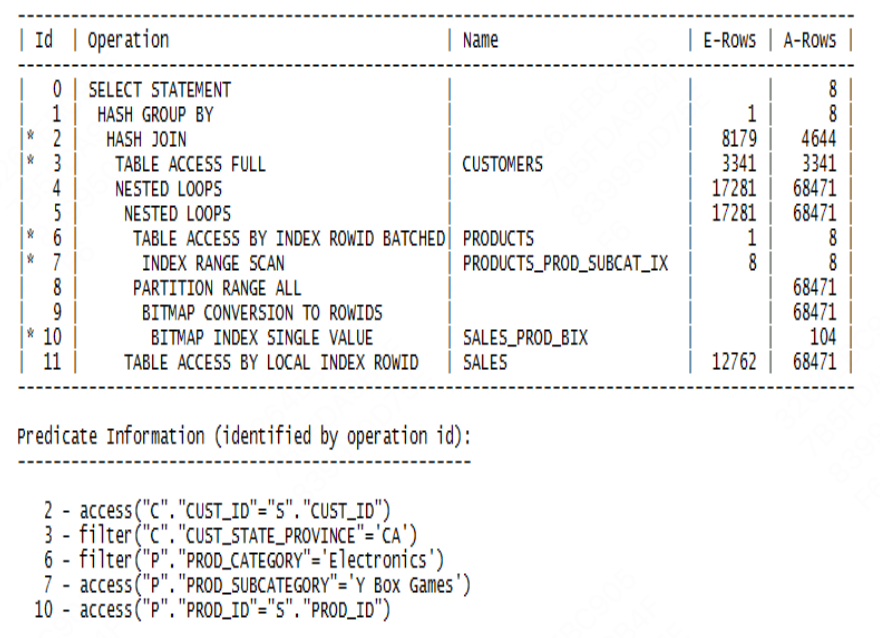 ---------------------------------------------------------------------------------------------
| Id  | Operation                              | Name                   | E-Rows | A-Rows |
---------------------------------------------------------------------------------------------
|   0 | SELECT STATEMENT                       |                        |        |      8 |
|   1 |  HASH GROUP BY                         |                        |      1 |      8 |
|*  2 |   HASH JOIN                            |                        |   8179 |   4644 |
|*  3 |    TABLE ACCESS FULL                   | CUSTOMERS              |   3341 |   3341 |
|   4 |    NESTED LOOPS                        |                        |  17281 |  68471 |
|   5 |     NESTED LOOPS                       |                        |  17281 |  68471 |
|*  6 |      TABLE ACCESS BY INDEX ROWID BATCHED| PRODUCTS               |      1 |      8 |
|*  7 |       INDEX RANGE SCAN                 | PRODUCTS_PROD_SUBCAT_IX |      8 |      8 |
|   8 |      PARTITION RANGE ALL               |                        |        |  68471 |
|   9 |       BITMAP CONVERSION TO ROWIDS      |                        |        |  68471 |
|* 10 |        BITMAP INDEX SINGLE VALUE       | SALES_PROD_BIX         |        |    104 |
|  11 |     TABLE ACCESS BY LOCAL INDEX ROWID  | SALES                  |  12762 |  68471 |
---------------------------------------------------------------------------------------------
Predicate Information (identified by operation id):
---------------------------------------------------
2 - access("C"."CUST_ID"="S"."CUST_ID")
3 - filter("C"."CUST_STATE_PROVINCE"='CA')
6 - filter("P"."PROD_CATEGORY"='Electronics')
7 - access("P"."PROD_SUBCATEGORY"='Y Box Games')
10 - access("P"."PROD_ID"="S"."PROD_ID")